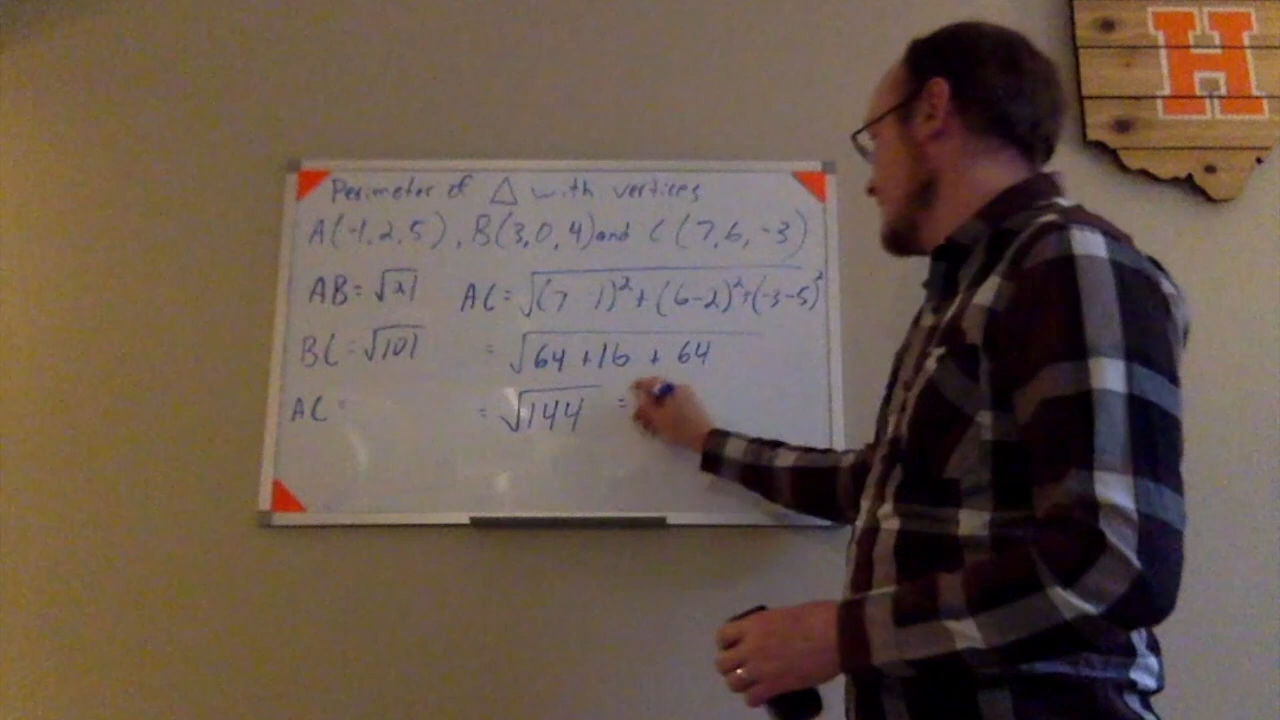 Perimeter of △ with vertices
A(-1,2,5), B(3,0,4) and C(7,6,-3)
AB=√21 AC=√(7--1)²+(6-2)²+(-3-5)²
BC=√101 =√64+16+64
AC= =√144 =
H